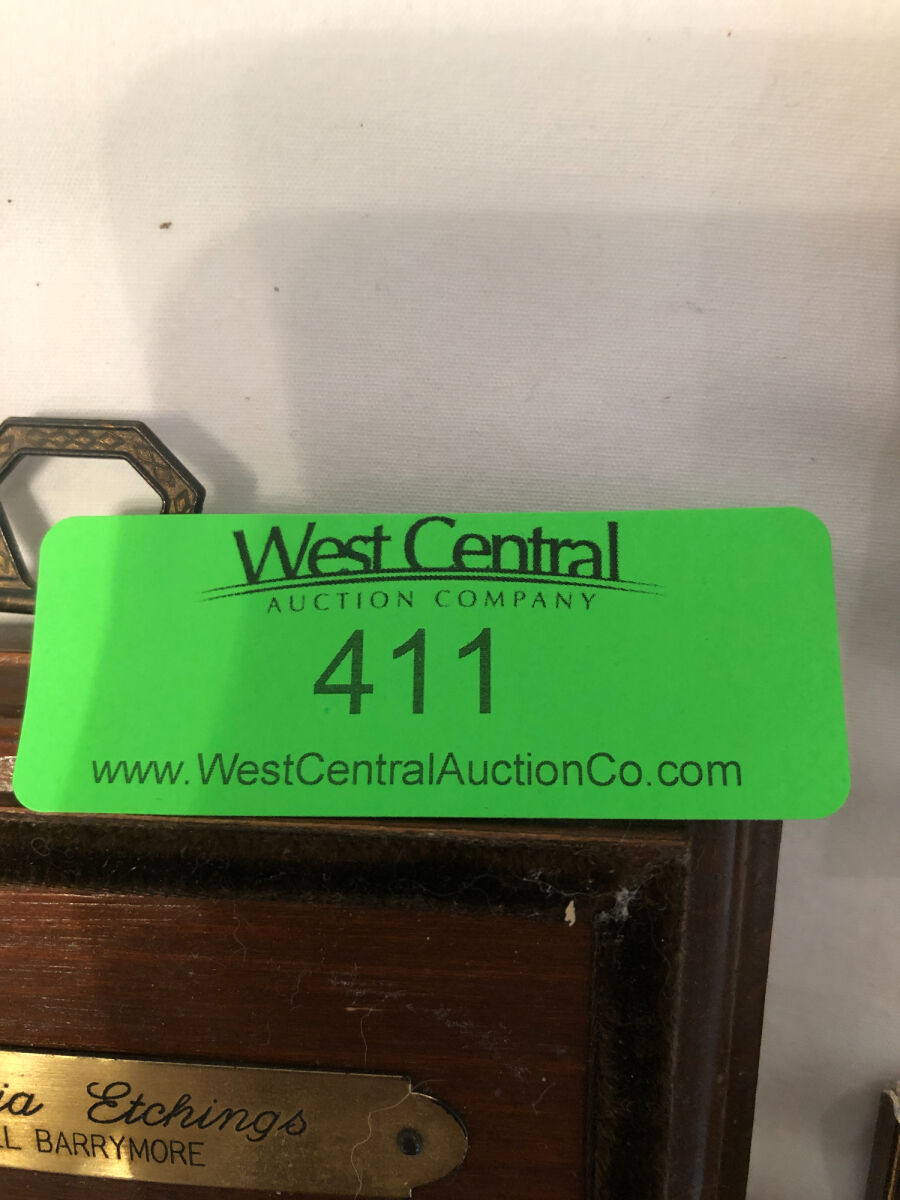 West Central
AUCTION COMPANY
411
www.WestCentralAuctionCo.com
Etchings
BARRYMORE